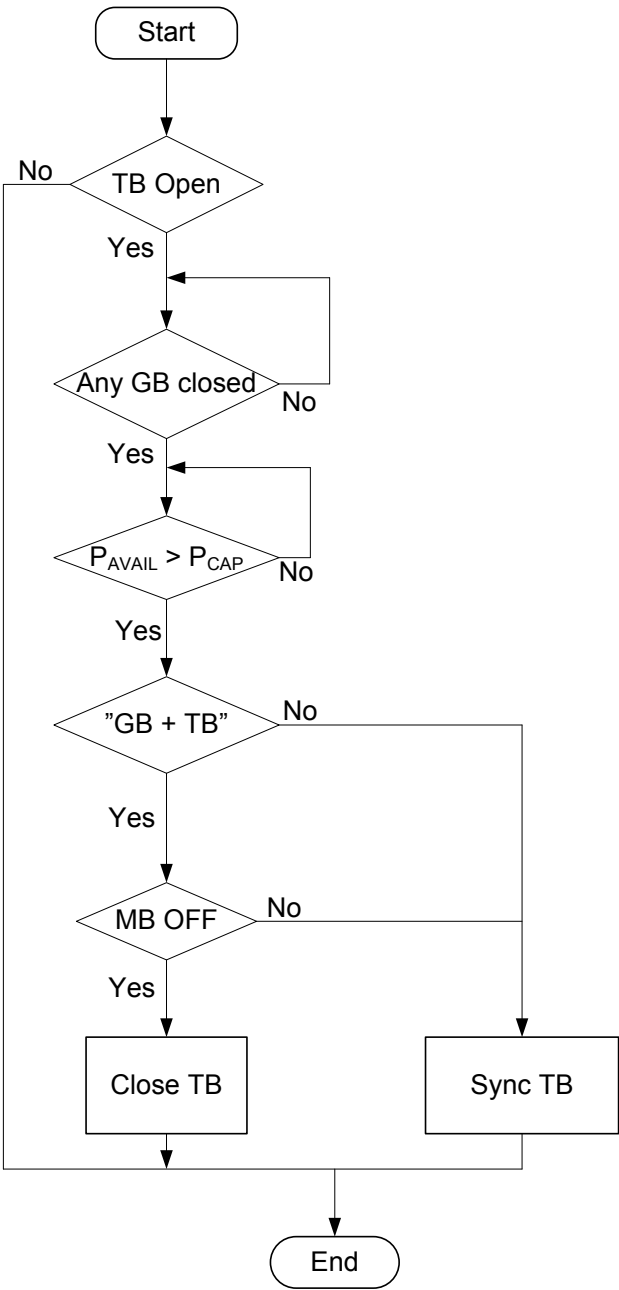 Start
No
TB Open
Yes
Any GB closed
No
Yes
PAVAIL > PCAP
No
Yes
”GB + TB”
No
Yes
MB OFF
No
Yes
Close TB
Sync TB
End